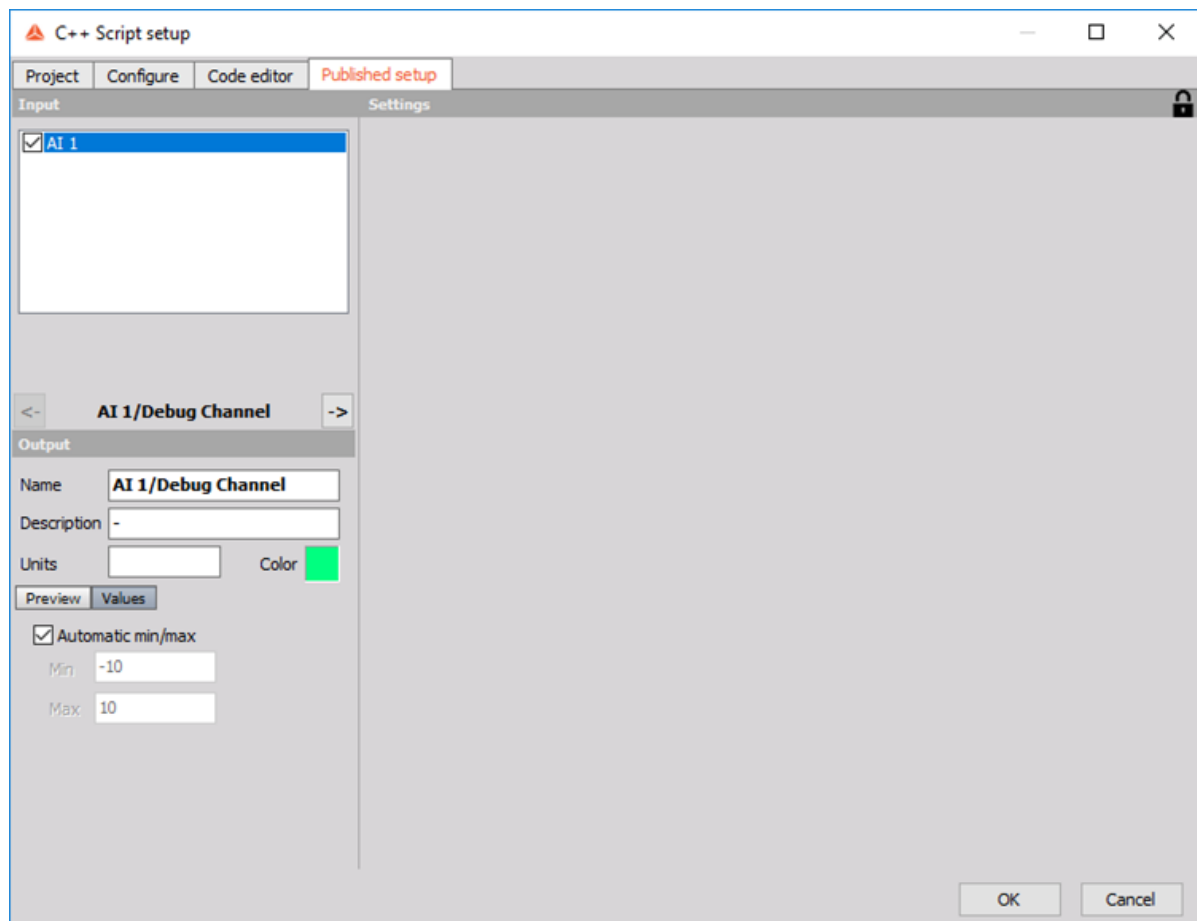 C++ Script setup
Project Configure Code editor Published setup
Input Settings
AI 1
<- AI 1/Debug Channel ->
Output
Name AI 1/Debug Channel
Description -
Units Color
Preview Values
Automatic min/max
Min -10
Max 10
OK Cancel